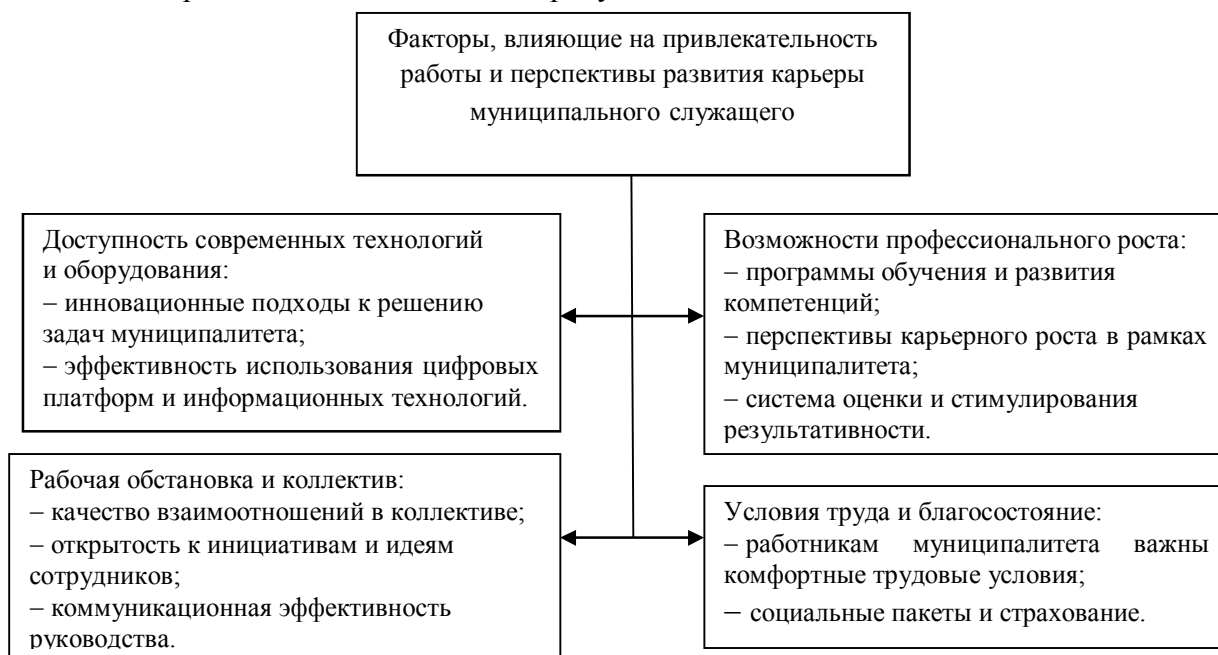 Факторы, влияющие на привлекательность
работы и перспективы развития карьеры
муниципального служащего
Доступность современных технологий
и оборудования:
– инновационные подходы к решению
задач муниципалитета;
– эффективность использования цифровых
платформ и информационных технологий.
Возможности профессионального роста:
– программы обучения и развития
компетенций;
– перспективы карьерного роста в рамках
муниципалитета;
– система оценки и стимулирования
результативности.
Рабочая обстановка и коллектив:
– качество взаимоотношений в коллективе;
– открытость к инициативам и идеям
сотрудников;
– коммуникационная эффективность
руководства.
Условия труда и благосостояние:
– работникам муниципалитета важны
комфортные трудовые условия;
– социальные пакеты и страхование.